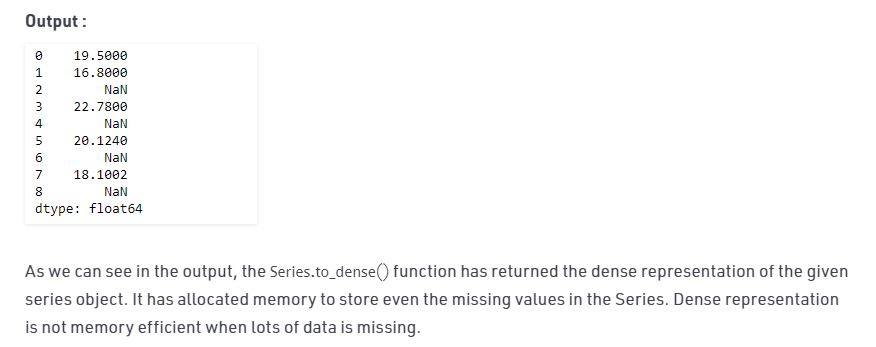 Output :
0 19.5000
1 16.8000
2 NaN
3 22.7800
4 NaN
5 20.1240
6 NaN
7 18.1002
8 NaN
dtype: float64
As we can see in the output, the Series.to_dense() function has returned the dense representation of the given
series object. It has allocated memory to store even the missing values in the Series. Dense representation
is not memory efficient when lots of data is missing.